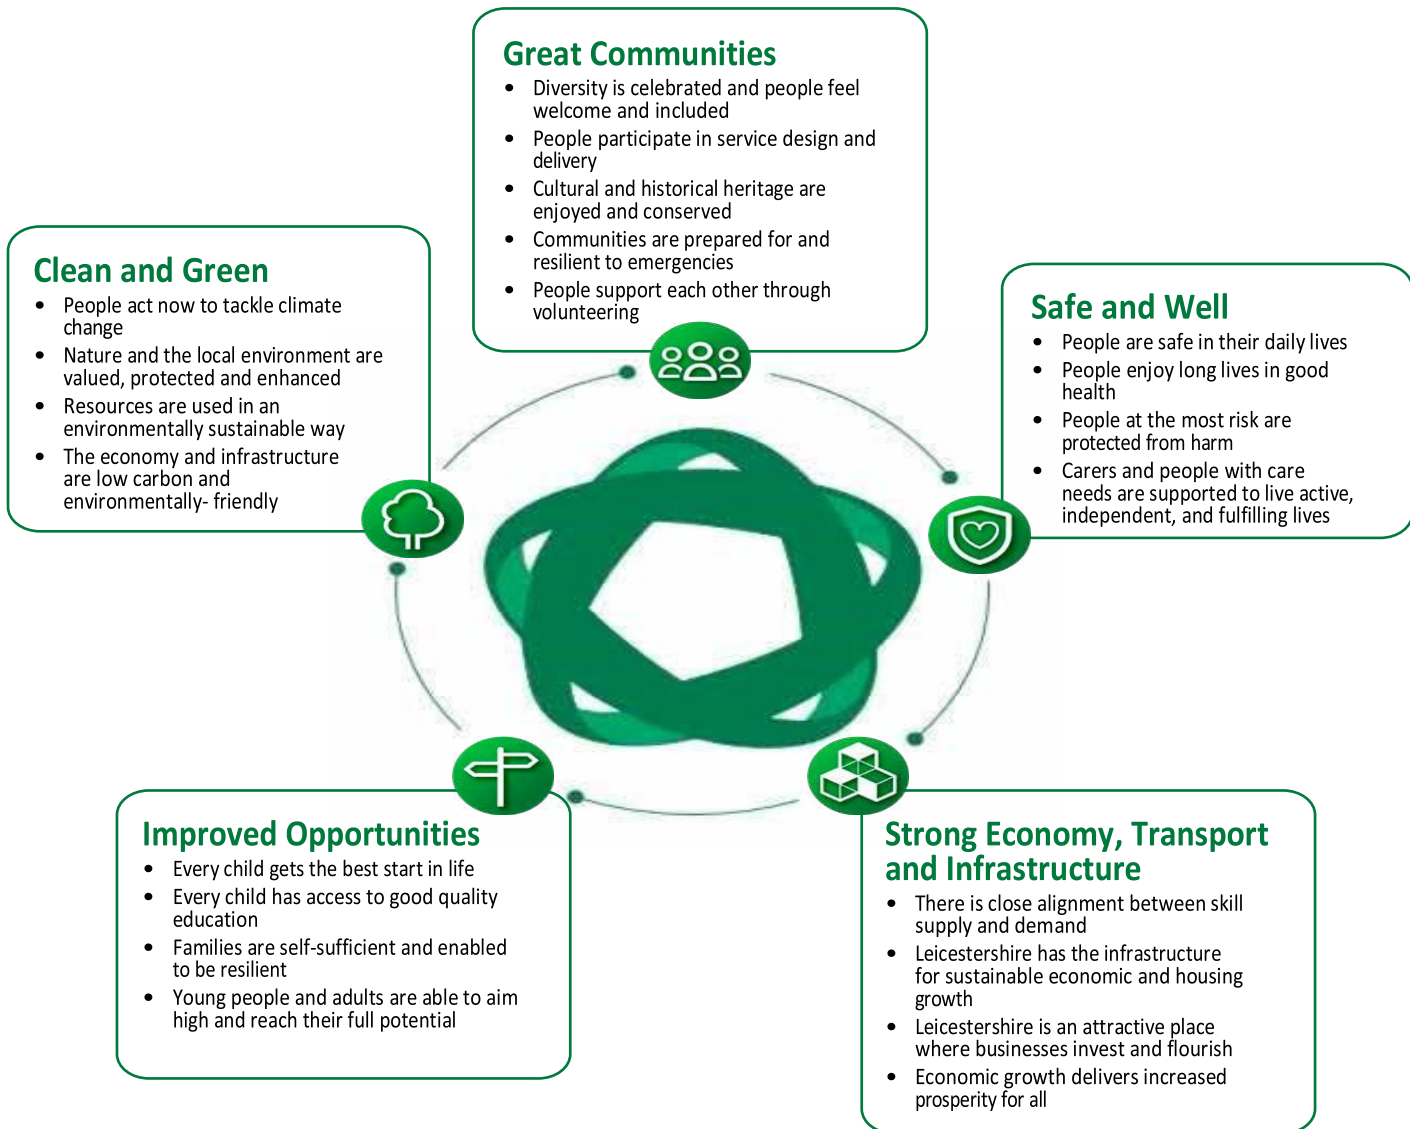 Great Communities
• Diversity is celebrated and people feel
welcome and included
• People participate in service design and
delivery
• Cultural and historical heritage are
enjoyed and conserved
• Communities are prepared for and
resilient to emergencies
• People support each other through
volunteering
Clean and Green
• People act now to tackle climate
change
• Nature and the local environment are
valued, protected and enhanced
• Resources are used in an
environmentally sustainable way
• The economy and infrastructure
are low carbon and
environmentally- friendly
Safe and Well
• People are safe in their daily lives
• People enjoy long lives in good
health
• People at the most risk are
protected from harm
• Carers and people with care
needs are supported to live active,
independent, and fulfilling lives
Improved Opportunities
• Every child gets the best start in life
• Every child has access to good quality
education
• Families are self-sufficient and enabled
to be resilient
• Young people and adults are able to aim
high and reach their full potential
Strong Economy, Transport
and Infrastructure
• There is close alignment between skill
supply and demand
• Leicestershire has the infrastructure
for sustainable economic and housing
growth
• Leicestershire is an attractive place
where businesses invest and flourish
• Economic growth delivers increased
prosperity for all